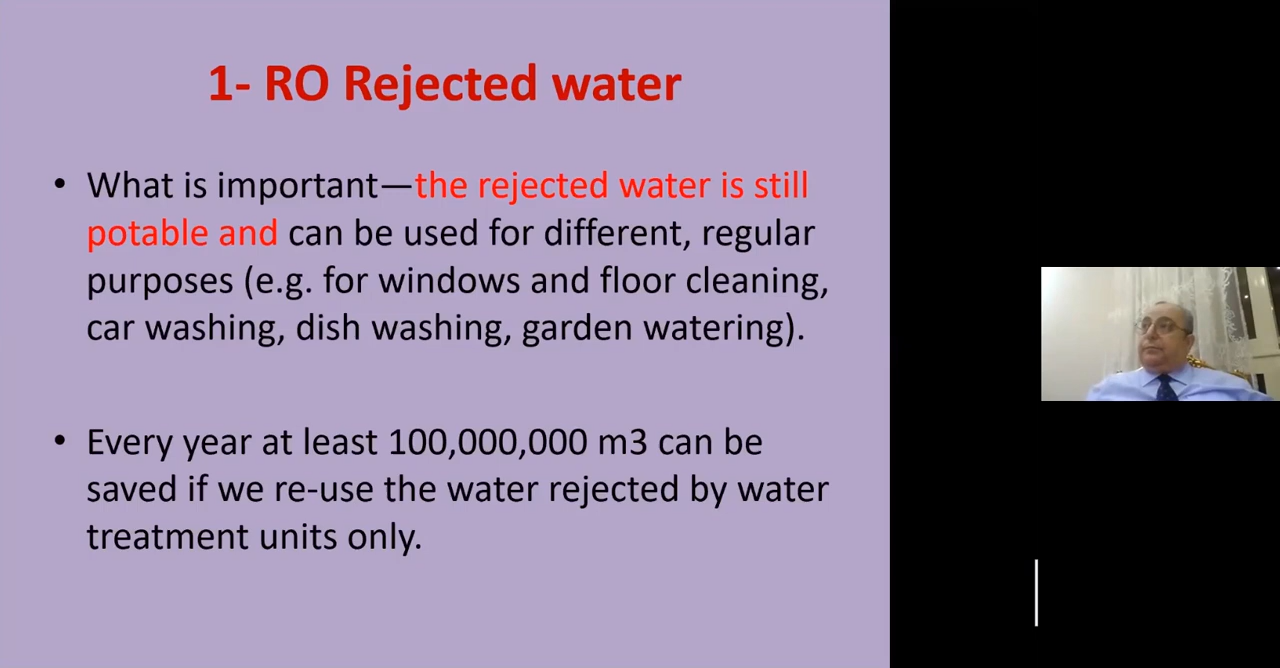 1- RO Rejected water
• What is important—the rejected water is still
potable and can be used for different, regular
purposes (e.g. for windows and floor cleaning,
car washing, dish washing, garden watering).
• Every year at least 100,000,000 m3 can be
saved if we re-use the water rejected by water
treatment units only.